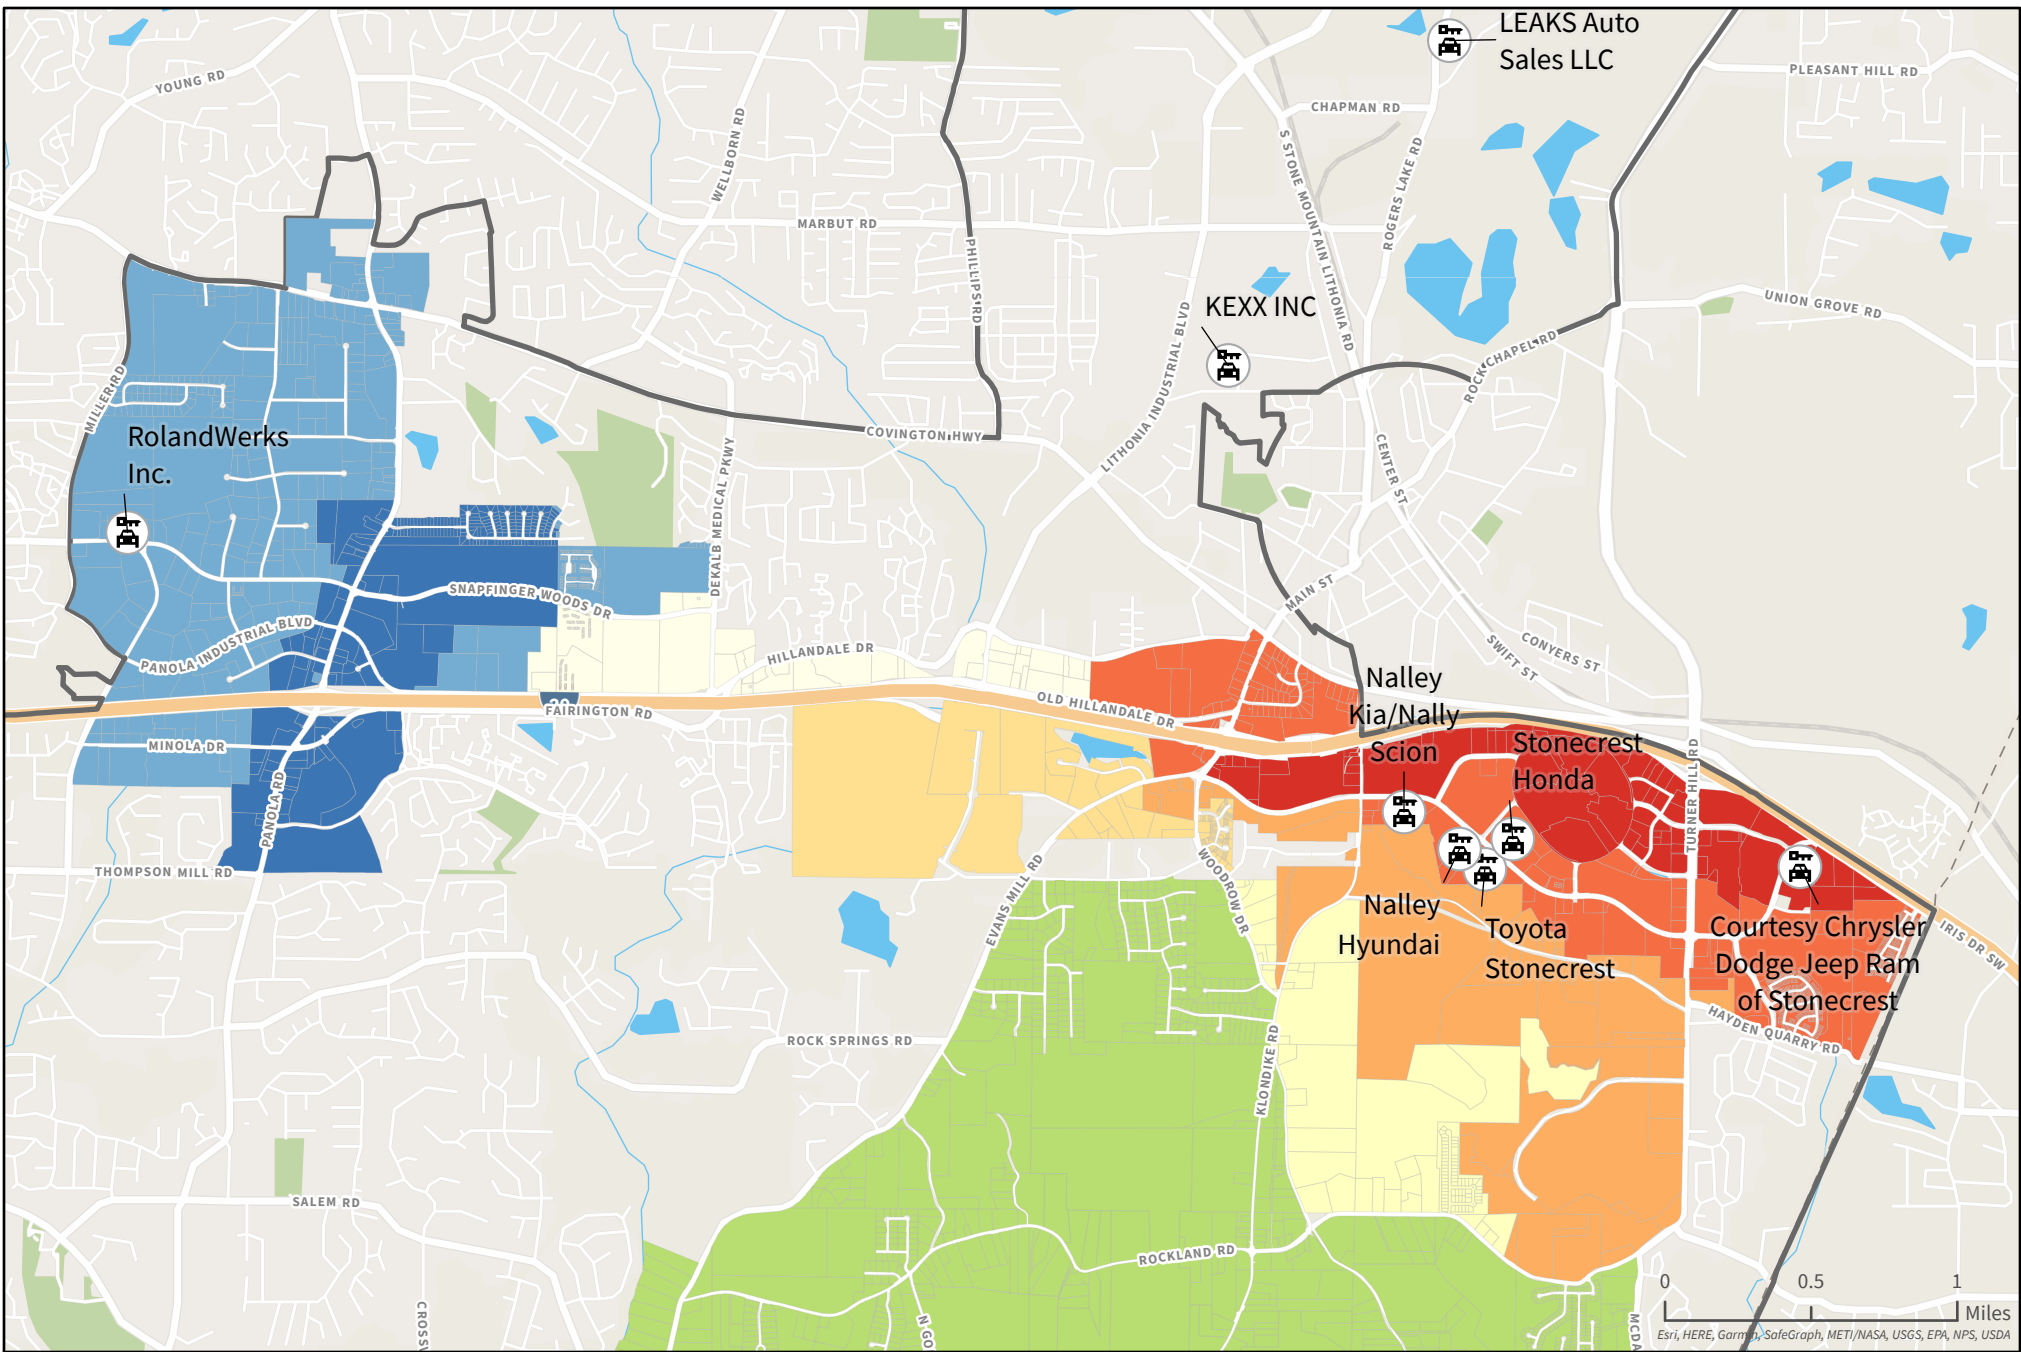 LEAKS Auto
Sales LLC
YOUNG RD
PLEASANT HILL RD
CHAPMAN RD
WELLBORN RD
S STONE MOUNTAIN LITHONIA RD
ROGERS LAKE RD
MARBUT RD
PHILLIPS RD
UNION GROVE RD
KEXX INC
LITHONIA INDUSTRIAL BLVD
ROCK CHAPEL RD
MILLER RD
RolandWerks
Inc.
COVINGTON HWY
DEKALB MEDICAL PKWY
CENTER ST
SNAPFINGER WOODS DR
MAIN ST
PANOLA INDUSTRIAL BLVD
HILLANDALE DR
SWIFT ST
CONYERS ST
Nalley
Kia/Nally
Scion
OLD HILLANDALE DR
FAIRINGTON RD
MINOLA DR
Stonecrest
Honda
TURNER HILL RD
PANOLA RD
THOMPSON MILL RD
EVANS MILL RD
WOODROW DR
Nalley
Hyundai
Toyota
Stonecrest
Courtesy Chrysler
Dodge Jeep Ram
of Stonecrest
IRIS DR SW
HAYDEN QUARRY RD
ROCK SPRINGS RD
KLONDIKE RD
SALEM RD
ROCKLAND RD
CROSSV
N GO
MCDA
0 0.5 1
Miles
Esri, HERE, Garmin, SafeGraph, METI/NASA, USGS, EPA, NPS, USDA